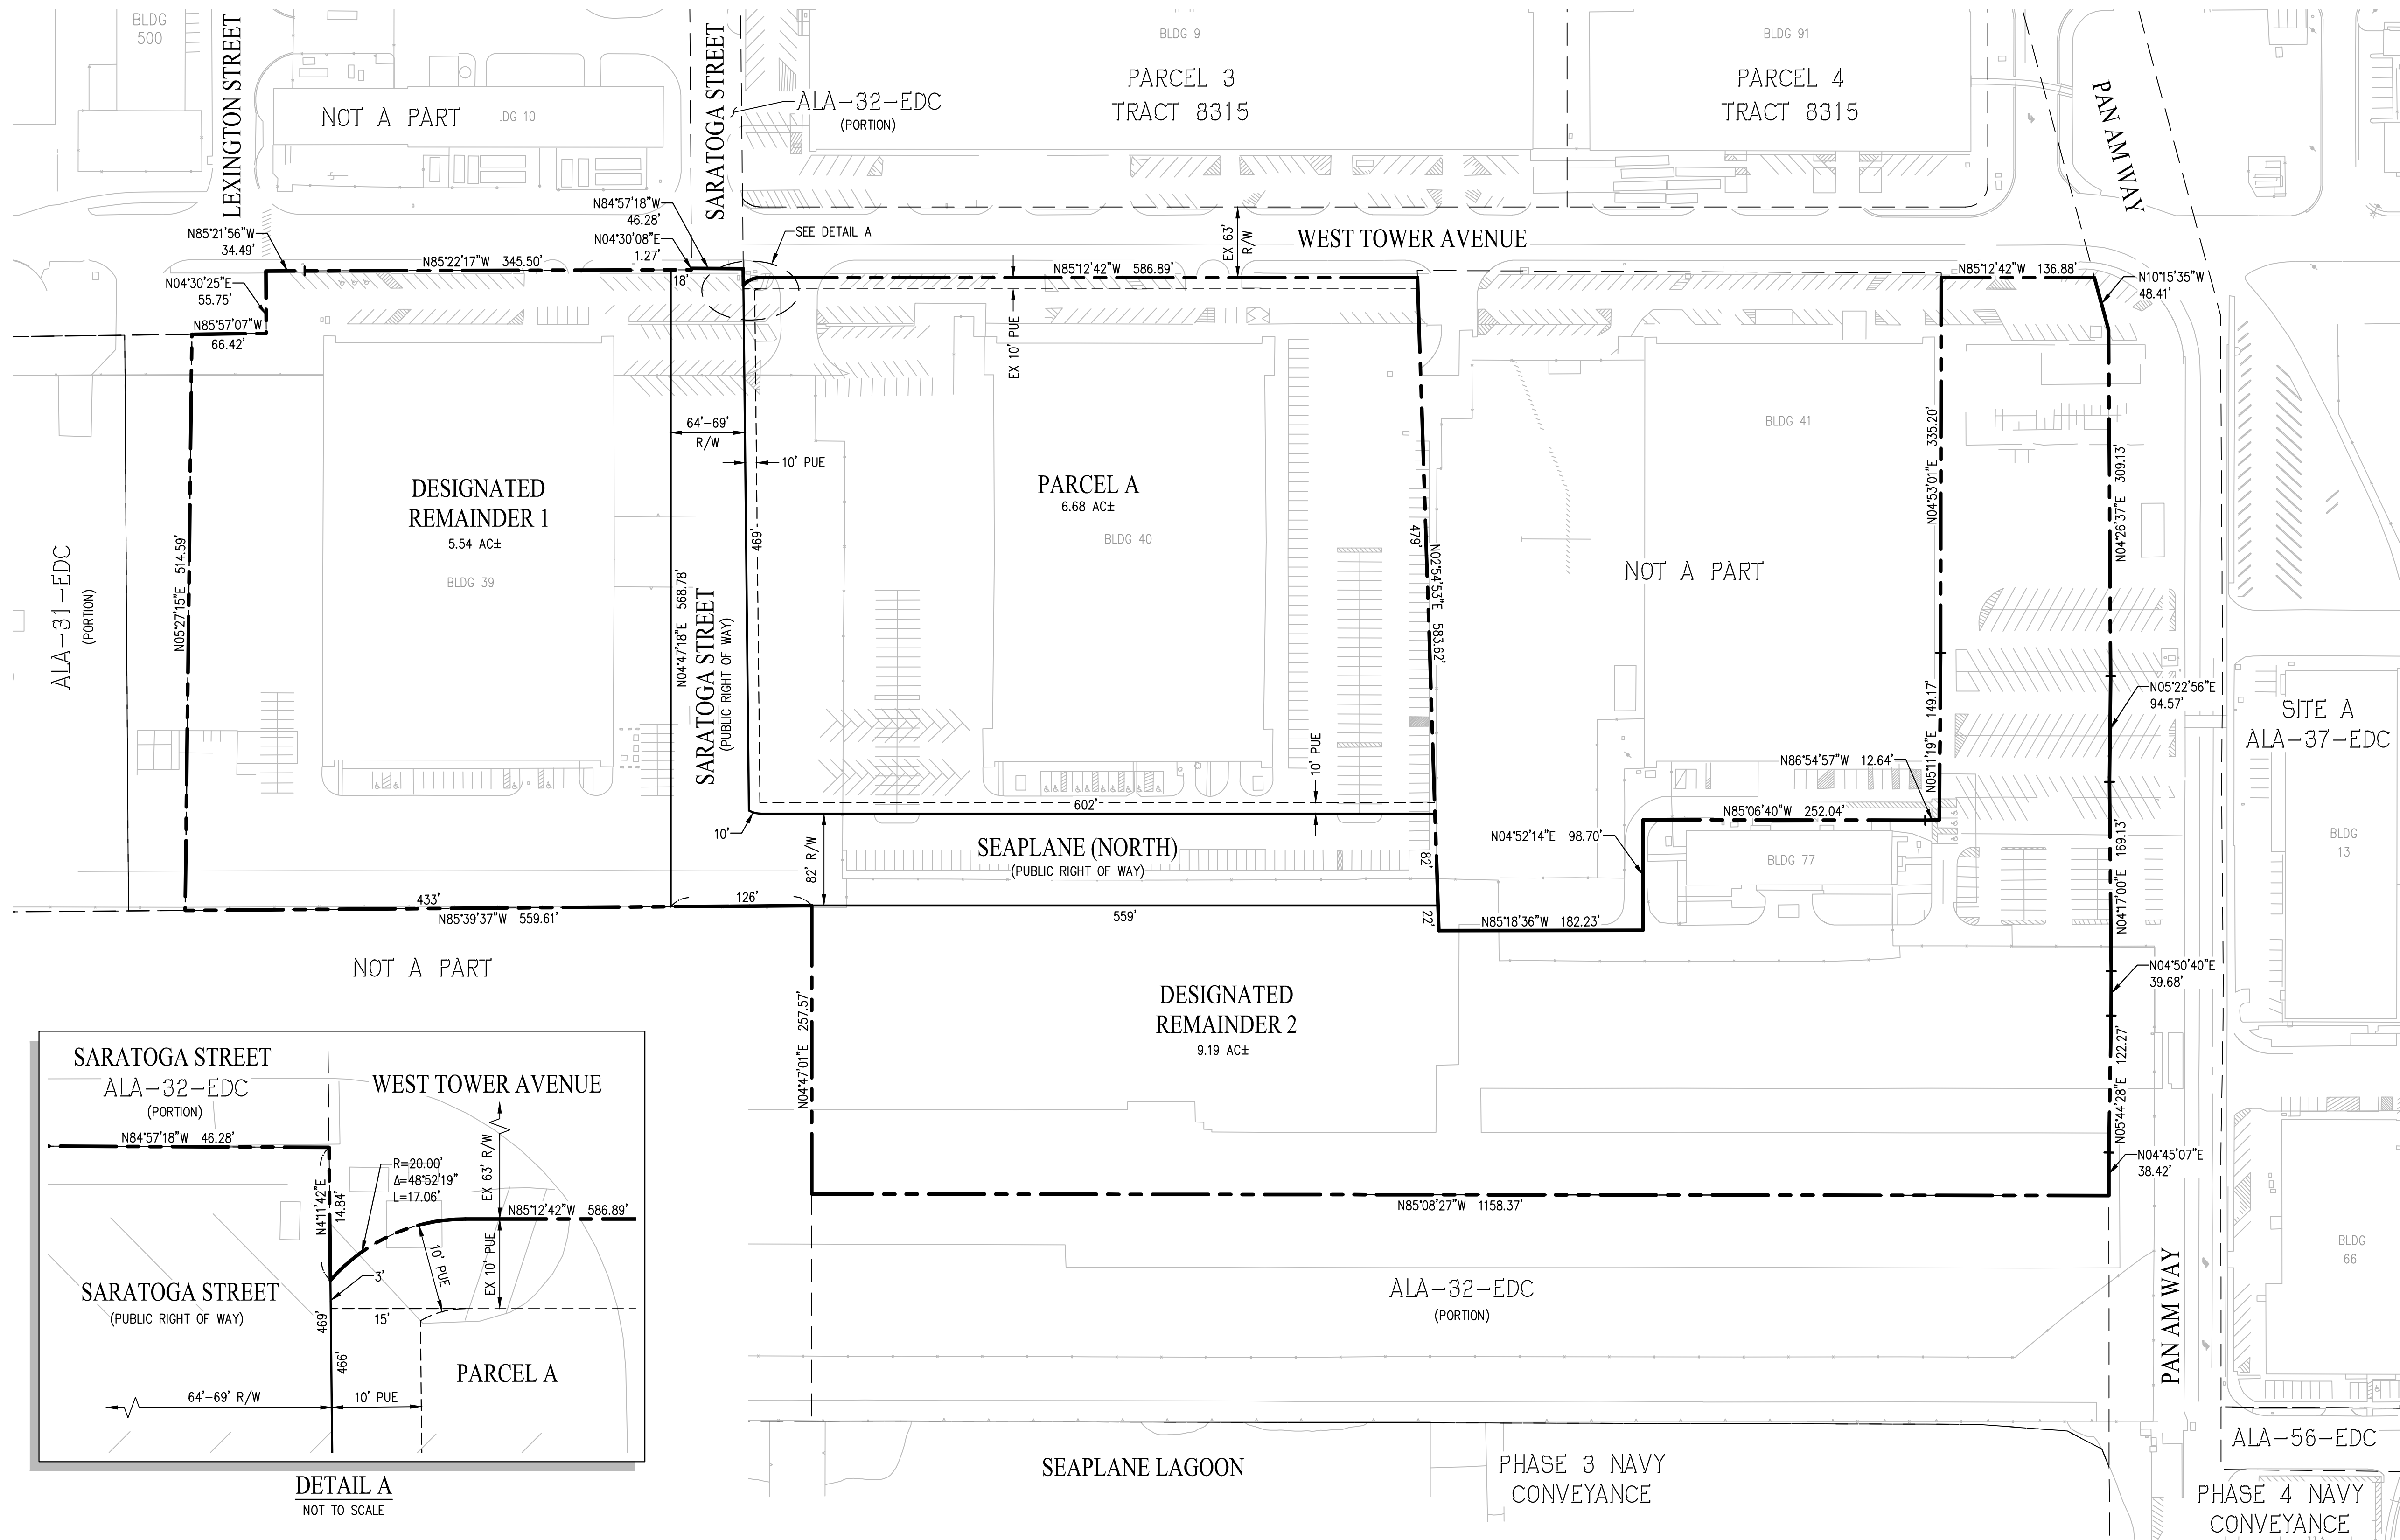 BLDG
500
LEXINGTON STREET
NOT A PART
.DG 10
SARATOGA STREET
ALA-32-EDC
(PORTION)
BLDG 9
PARCEL 3
TRACT 8315
BLDG 91
PARCEL 4
TRACT 8315
PAN AM WAY
N84°57'18"W
46.28'
N04°30'08"E
1.27'
SEE DETAIL A
EX 63'
R/W
WEST TOWER AVENUE
N85°21'56"W
34.49'
N85°22'17"W 345.50'
18'
N85°12'42"W 586.89'
N85°12'42"W 136.88'
N10°15'35"W
48.41'
N04°30'25"E
55.75'
N85°57'07"W
66.42'
EX 10' PUE
BLDG 41
64'-69'
R/W
10' PUE
DESIGNATED
REMAINDER 1
5.54 AC±
BLDG 39
PARCEL A
6.68 AC±
BLDG 40
469'
479'
N02°54'53"E 583.62'
N04°53'01"E 335.20'
N04°26'37"E 309.13'
NOT A PART
ALA-31-EDC
(PORTION)
N05°27'15"E 514.59'
N04°47'18"E 568.78'
SARATOGA STREET
(PUBLIC RIGHT OF WAY)
N05°22'56"E
94.57'
SITE A
ALA-37-EDC
N05°11'19"E 149.17'
N86°54'57"W 12.64'
10' PUE
602'
10'
N85°06'40"W 252.04'
N04°52'14"E 98.70'
SEAPLANE (NORTH)
(PUBLIC RIGHT OF WAY)
82' R/W
82'
BLDG 77
BLDG
13
N04°17'00"E 169.13'
433'
126'
N85°39'37"W 559.61'
559'
22'
N85°18'36"W 182.23'
NOT A PART
N04°50'40"E
39.68'
DESIGNATED
REMAINDER 2
9.19 AC±
N04°47'01"E 257.57'
N05°44'28"E 122.27'
N04°45'07"E
38.42'
N85°08'27"W 1158.37'
BLDG
66
ALA-32-EDC
(PORTION)
PAN AM WAY
SEAPLANE LAGOON
PHASE 3 NAVY
CONVEYANCE
ALA-56-EDC
PHASE 4 NAVY
CONVEYANCE
SARATOGA STREET
ALA-32-EDC
(PORTION)
WEST TOWER AVENUE
N84°57'18"W 46.28'
R=20.00'
Δ=48°52'19"
L=17.06'
EX 63' R/W
N4°11'42"E
14.84'
N85°12'42"W 586.89'
10' PUE
EX 10' PUE
3'
SARATOGA STREET
(PUBLIC RIGHT OF WAY)
469'
15'
466'
PARCEL A
64'-69' R/W
10' PUE
DETAIL A
NOT TO SCALE